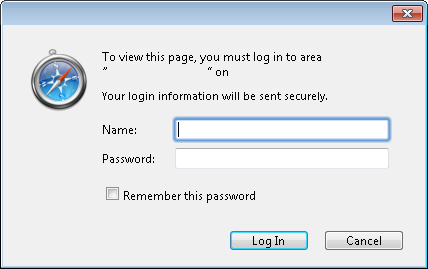 To view this page, you must log in to area
“ “ on
Your login information will be sent securely.
Name:
Password:
Remember this password
Log In
Cancel